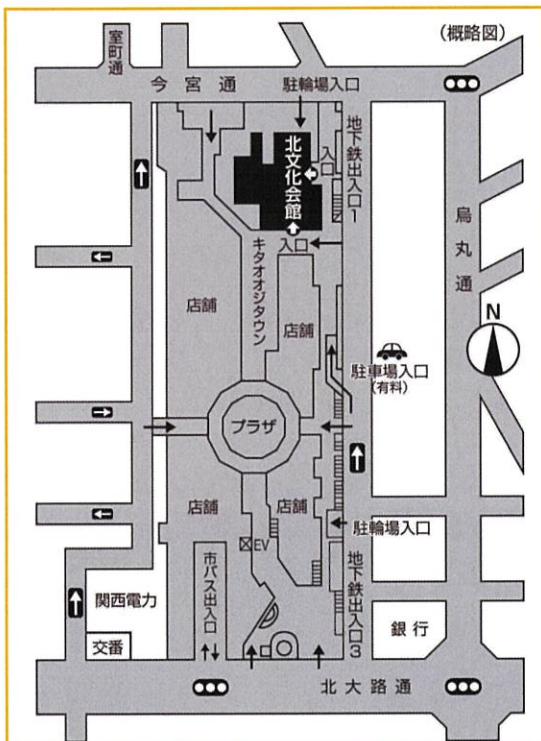 (概略図)
室町通
今宮通
駐輪場入口
地下鉄出入口1
北文化会館
入口
入口
烏丸通
キタオオジタウン
店舗
店舗
N
駐車場入口
(有料)
プラザ
店舗
店舗
駐輪場入口
EV
市バス出入口
地下鉄出入口3
関西電力
交番
銀行
北大路通